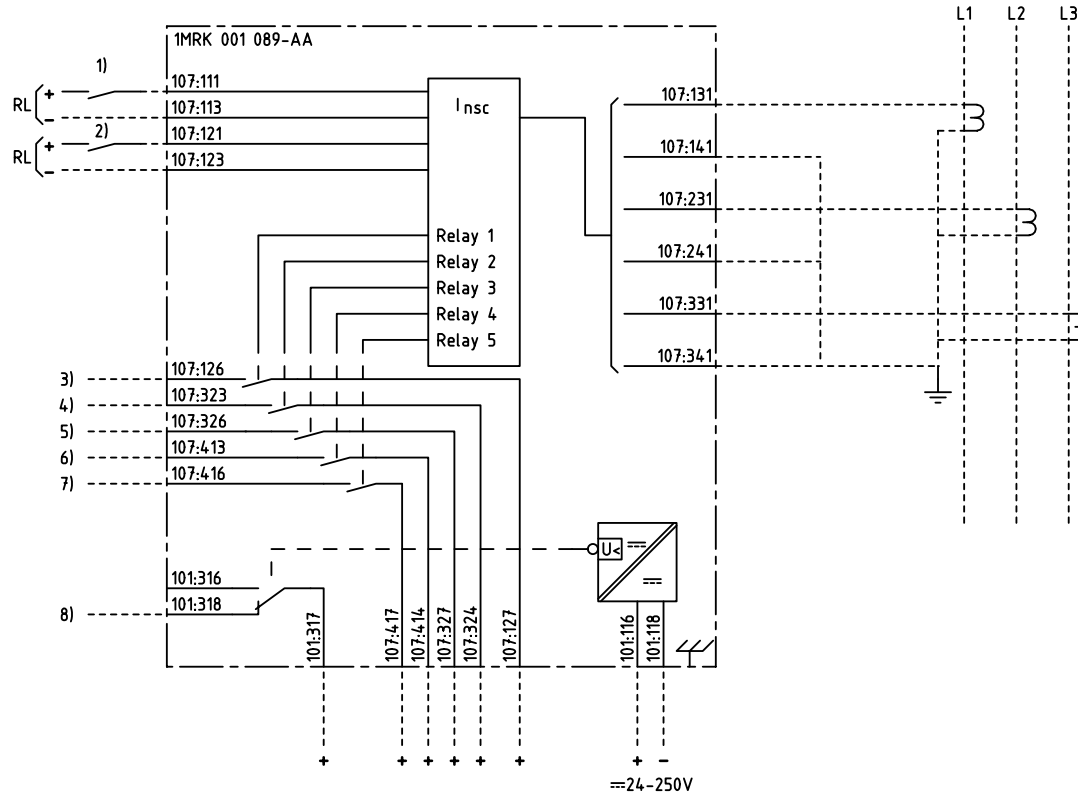 L1 L2 L3
1MRK 001 089-AA
1)
RL + 107:111
- 107:113
2)
RL + 107:121
- 107:123
Insc
107:131
107:141
107:231
107:241
107:331
107:341
Relay 1
Relay 2
Relay 3
Relay 4
Relay 5
3) 107:126
4) 107:323
5) 107:326
6) 107:413
7) 107:416
U<
101:316
8) 101:318
101:317
107:417
107:414
107:327
107:324
107:127
101:116
101:118
+ + + + + + + -
24-250V